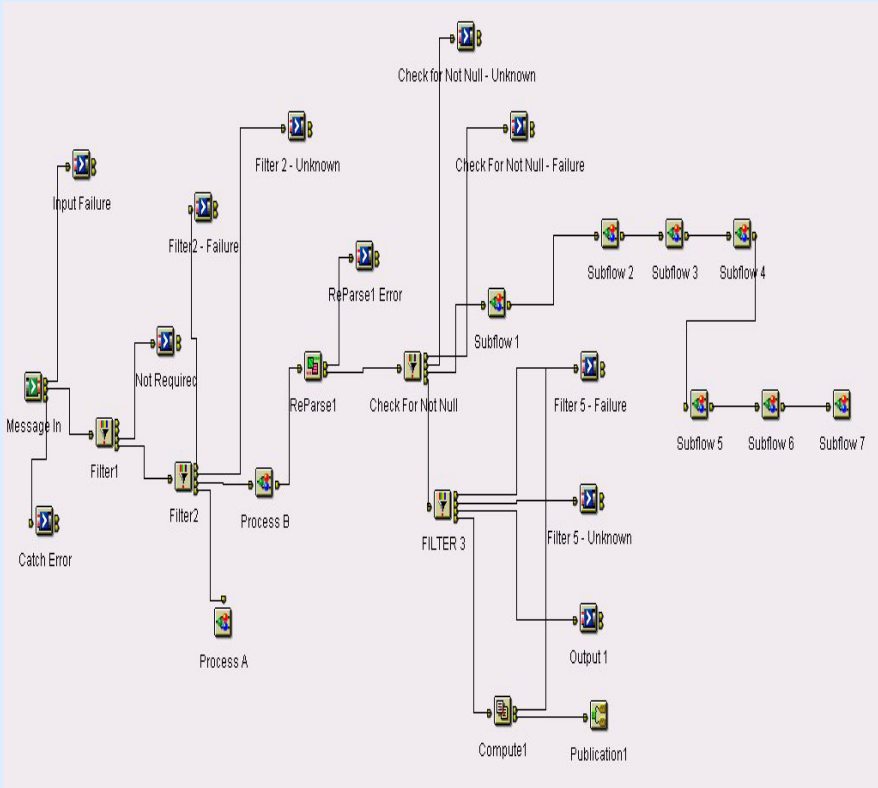 Check for Not Null - Unknown
Filter 2 - Unknown
Check For Not Null - Failure
Input Failure
Filter2 - Failure
Subflow 2
Subflow 3
Subflow 4
ReParse1 Error
Subflow 1
Not Required
ReParse1
Check For Not Null
Filter 5 - Failure
Message In
Subflow 5
Subflow 6
Subflow 7
Filter1
Filter2
Process B
FILTER 3
Filter 5 - Unknown
Catch Error
Process A
Output 1
Compute1
Publication1